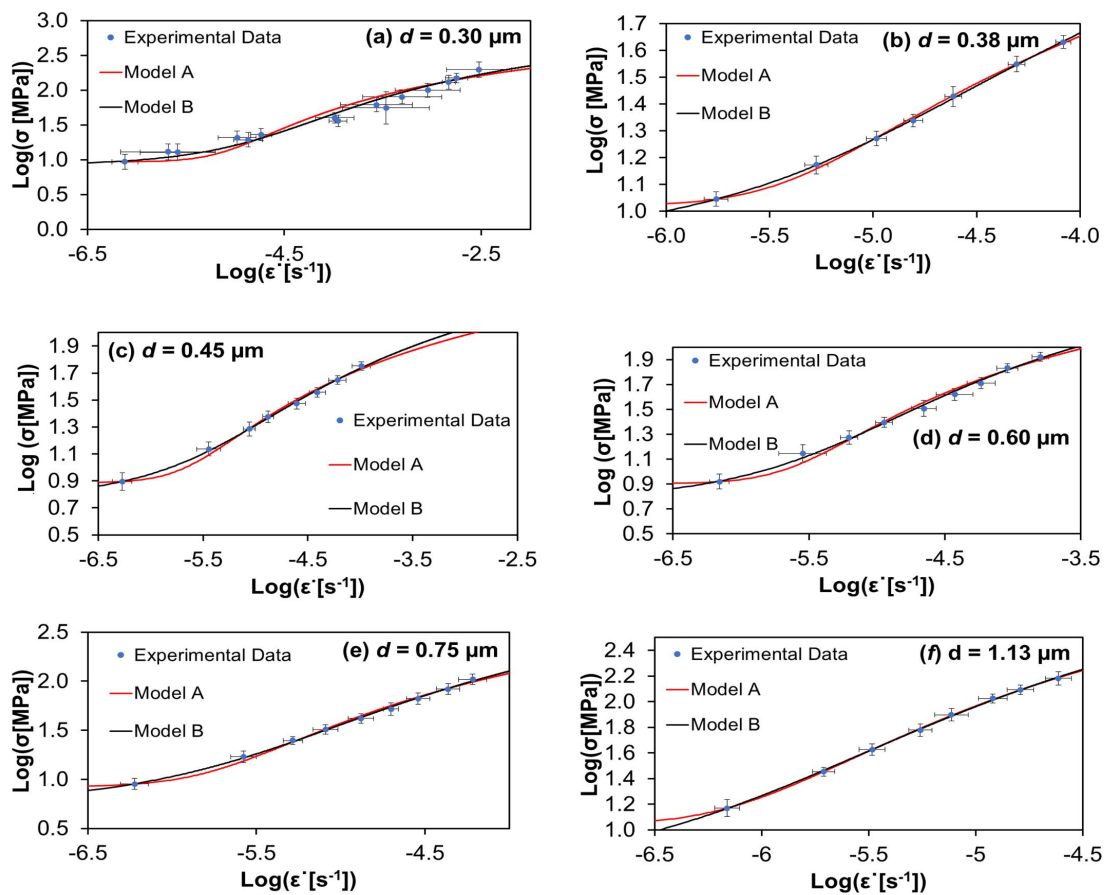 (a) d = 0.30 µm
Experimental Data
Model A
Model B
Log(σ [MPa])
3.0
2.5
2.0
1.5
1.0
0.5
0.0
-6.5 -4.5 -2.5
Log(ε˙[s⁻¹])
(b) d = 0.38 µm
Experimental Data
Model A
Model B
Log(σ [MPa])
1.7
1.6
1.5
1.4
1.3
1.2
1.1
1.0
-6.0 -5.5 -5.0 -4.5 -4.0
Log(ε˙[s⁻¹])
(c) d = 0.45 µm
Experimental Data
Model A
Model B
Log (σ[MPa])
1.9
1.7
1.5
1.3
1.1
0.9
0.7
0.5
-6.5 -5.5 -4.5 -3.5 -2.5
Log(ε˙[s⁻¹])
Experimental Data
Model A
Model B
(d) d = 0.60 µm
Log (σ[MPa])
1.9
1.7
1.5
1.3
1.1
0.9
0.7
0.5
-6.5 -5.5 -4.5 -3.5
Log(ε˙[s⁻¹])
(e) d = 0.75 µm
Experimental Data
Model A
Model B
Log(σ[MPa])
2.5
2.0
1.5
1.0
0.5
-6.5 -5.5 -4.5
Log(ε˙[s⁻¹])
(f) d = 1.13 µm
Experimental Data
Model A
Model B
Log(σ[MPa])
2.4
2.2
2.0
1.8
1.6
1.4
1.2
1.0
-6.5 -6 -5.5 -5 -4.5
Log(ε˙[s⁻¹])